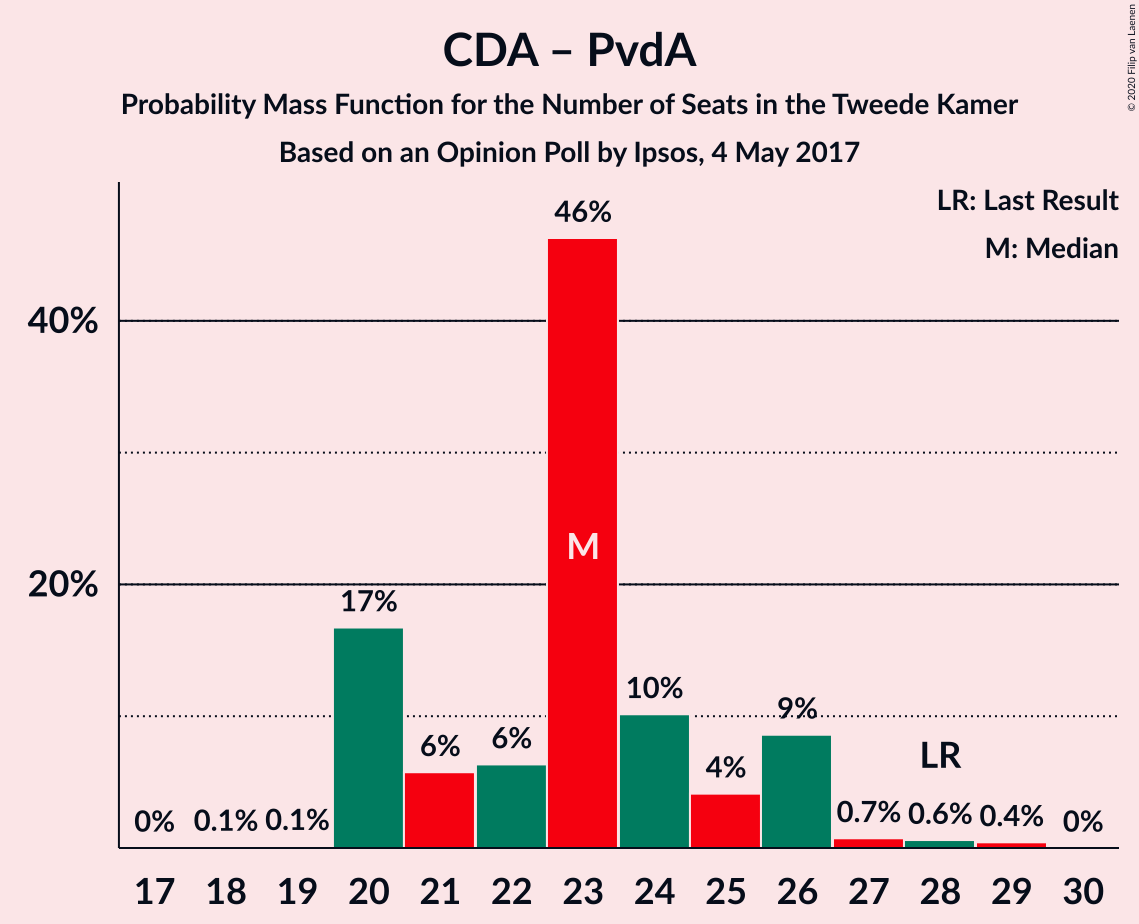 CDA – PvdA
Probability Mass Function for the Number of Seats in the Tweede Kamer
Based on an Opinion Poll by Ipsos, 4 May 2017
© 2020 Filip van Laenen
LR: Last Result
M: Median
40%
20%
0%
0.1%
0.1%
17%
6%
6%
46%
M
10%
4%
9%
0.7%
LR
0.6%
0.4%
0%
17 18 19 20 21 22 23 24 25 26 27 28 29 30